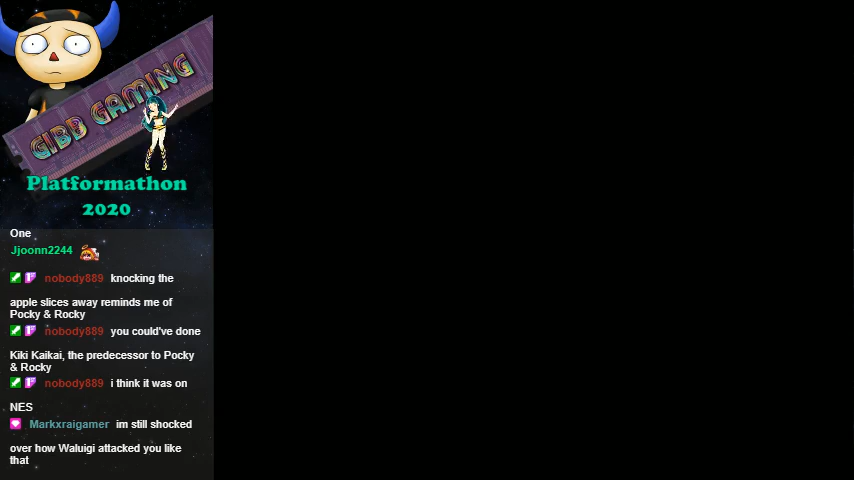 GIBB GAMING
Platformathon
2020
One
Jjoonn2244
nobody889 knocking the
apple slices away reminds me of
Pocky & Rocky
nobody889 you could've done
Kiki Kaikai, the predecessor to Pocky
& Rocky
nobody889 i think it was on
NES
Markxraigamer im still shocked
over how Waluigi attacked you like
that